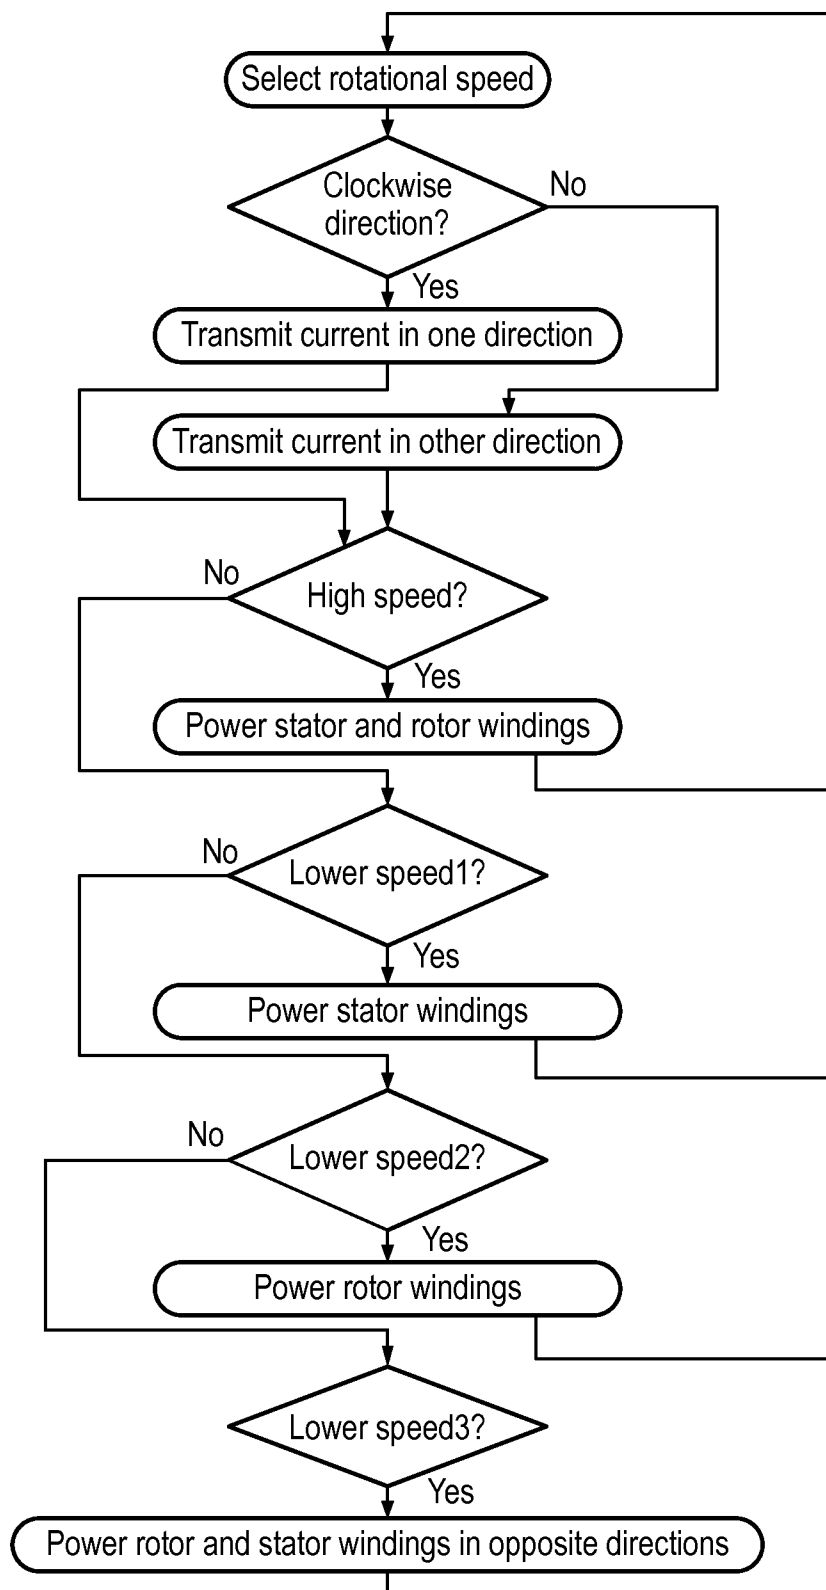 Select rotational speed
Clockwise
direction?
No
Yes
Transmit current in one direction
Transmit current in other direction
No
High speed?
Yes
Power stator and rotor windings
No
Lower speed1?
Yes
Power stator windings
No
Lower speed2?
Yes
Power rotor windings
Lower speed3?
Yes
Power rotor and stator windings in opposite directions